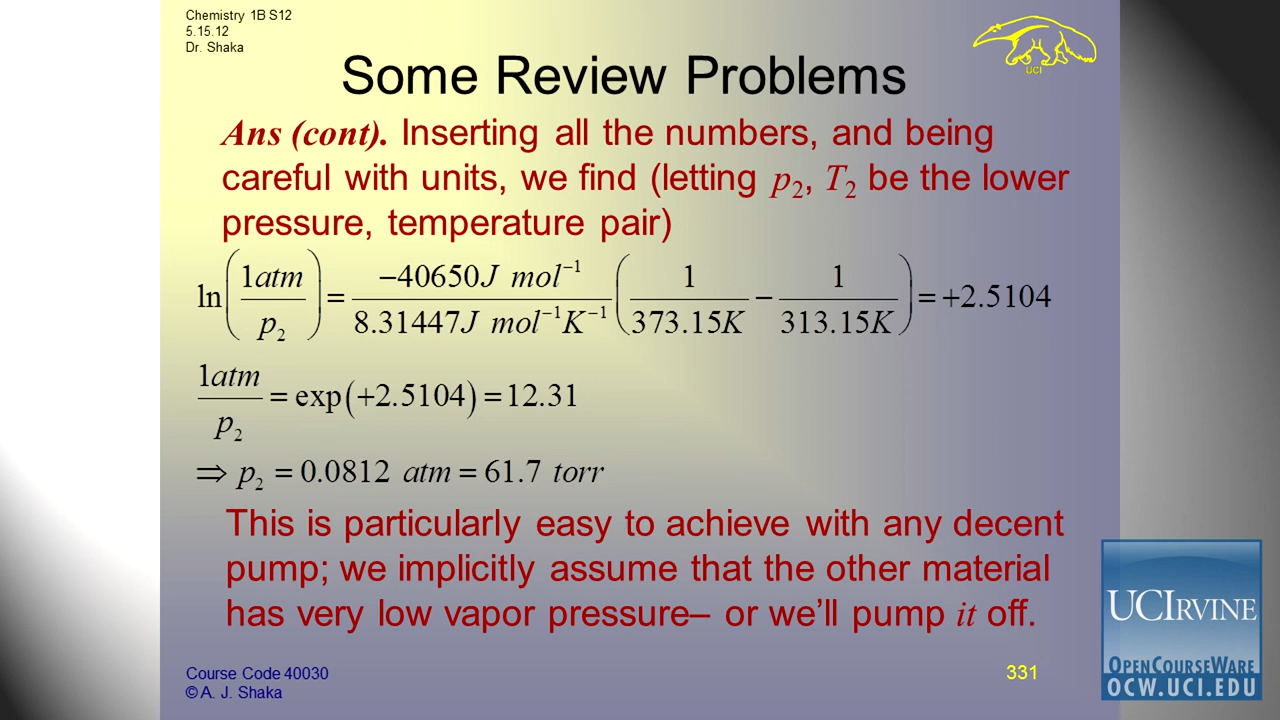 Chemistry 1B S12
5.15.12
Dr. Shaka
UCI
Some Review Problems
Ans (cont). Inserting all the numbers, and being
careful with units, we find (letting p₂, T₂ be the lower
pressure, temperature pair)
ln(1atm/p₂) = −40650J mol⁻¹/8.31447J mol⁻¹K⁻¹ (1/373.15K − 1/313.15K) = +2.5104
1atm/p₂ = exp(+2.5104) = 12.31
⇒ p₂ = 0.0812 atm = 61.7 torr
This is particularly easy to achieve with any decent
pump; we implicitly assume that the other material
has very low vapor pressure– or we’ll pump it off.
Course Code 40030
© A. J. Shaka
331
UCIRVINE
OPENCOURSEWARE
OCW.UCI.EDU